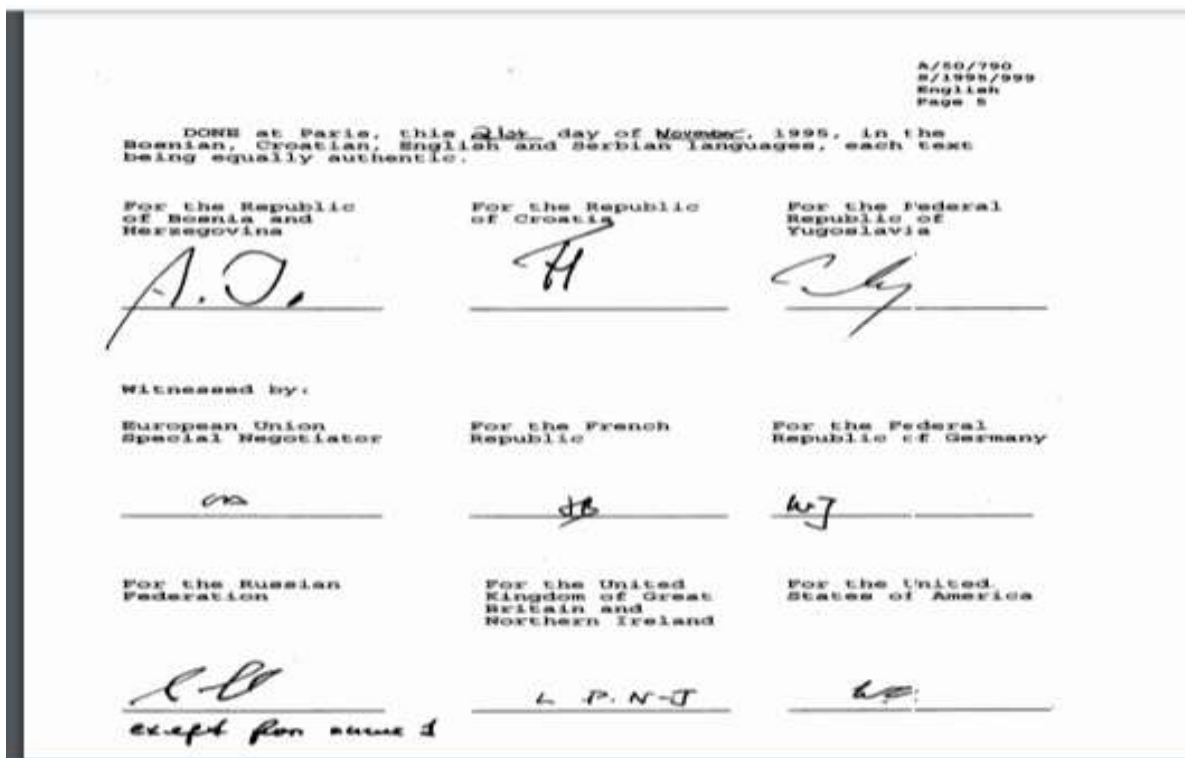 A/50/790
S/1995/999
English
Page 5
DONE at Paris, this 21st day of November, 1995, in the
Bosnian, Croatian, English and Serbian languages, each text
being equally authentic.
For the Republic
of Bosnia and
Herzegovina
For the Republic
of Croatia
For the Federal
Republic of
Yugoslavia
A.
Witnessed by:
European Union
Special Negotiator
For the French
Republic
For the Federal
Republic of Germany
JB
WJ
For the Russian
Federation
For the United
Kingdom of Great
Britain and
Northern Ireland
For the United
States of America
L P.N-J
exept for annex 1